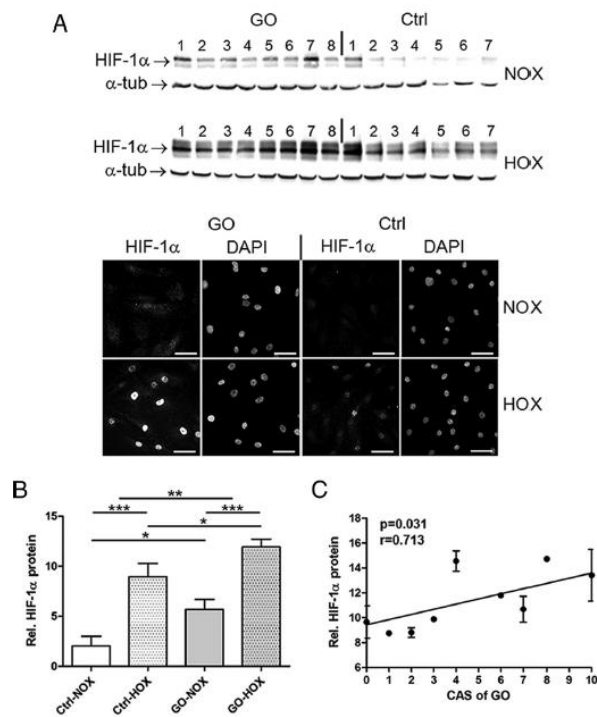 A
GO Ctrl
1 2 3 4 5 6 7 8 1 2 3 4 5 6 7
HIF-1α→
α-tub→
NOX
1 2 3 4 5 6 7 8 1 2 3 4 5 6 7
HIF-1α→
α-tub→
HOX
GO Ctrl
HIF-1α DAPI HIF-1α DAPI
NOX
HOX
B
**
*** * ***
*
Rel. HIF-1α protein
15
10
5
0
Ctrl-NOX Ctrl-HOX GO-NOX GO-HOX
C
p=0.031
r=0.713
Rel. HIF-1α protein
18
16
14
12
10
8
6
0 1 2 3 4 5 6 7 8 9 10
CAS of GO